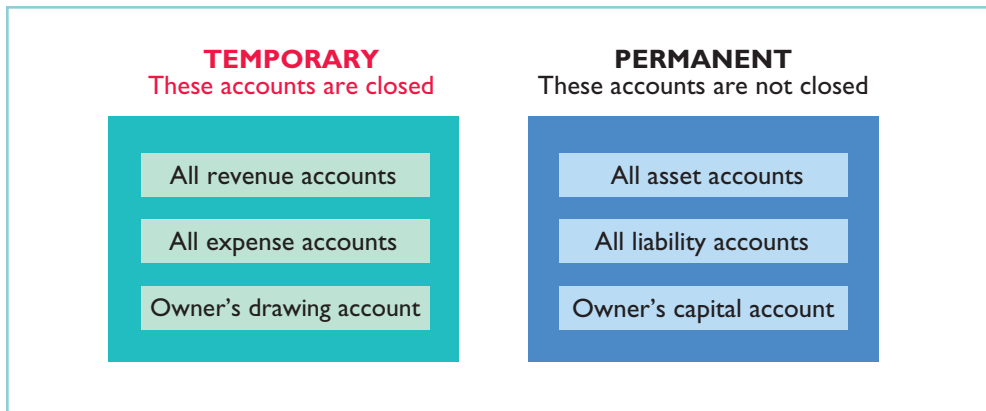 TEMPORARY
These accounts are closed
All revenue accounts
All expense accounts
Owner’s drawing account
PERMANENT
These accounts are not closed
All asset accounts
All liability accounts
Owner’s capital account